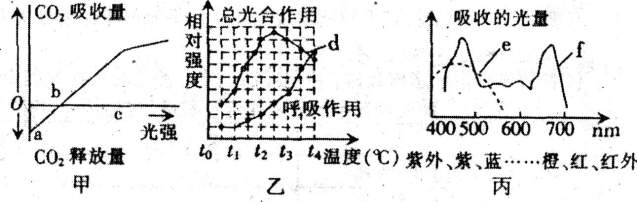 CO₂吸收量
O
a
b
c
光强
CO₂释放量
甲
相对强度
总光合作用
d
呼吸作用
t₀ t₁ t₂ t₃ t₄ 温度(℃)
乙
吸收的光量
e
f
400 500 600 700 nm
紫外、紫、蓝……橙、红、红外
丙